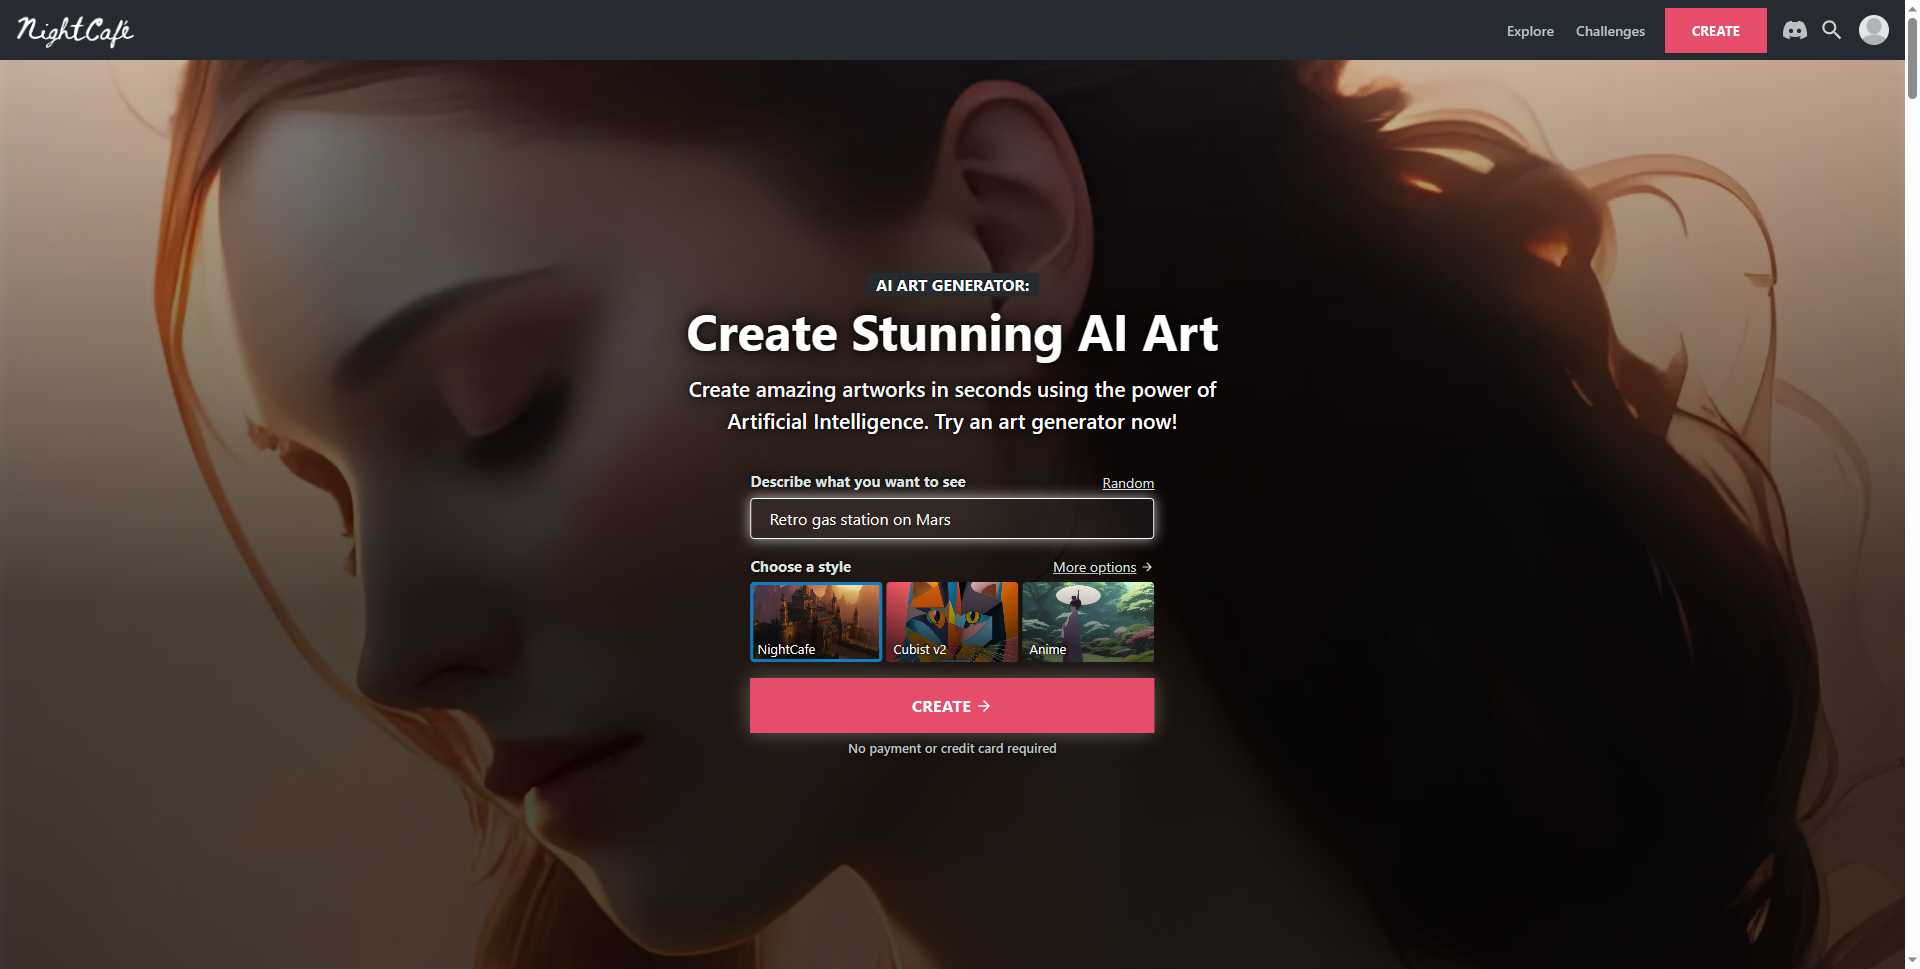 NightCafé
Explore
Challenges
CREATE
AI ART GENERATOR:
Create Stunning AI Art
Create amazing artworks in seconds using the power of
Artificial Intelligence. Try an art generator now!
Describe what you want to see
Random
Retro gas station on Mars
Choose a style
More options →
NightCafe
Cubist v2
Anime
CREATE →
No payment or credit card required